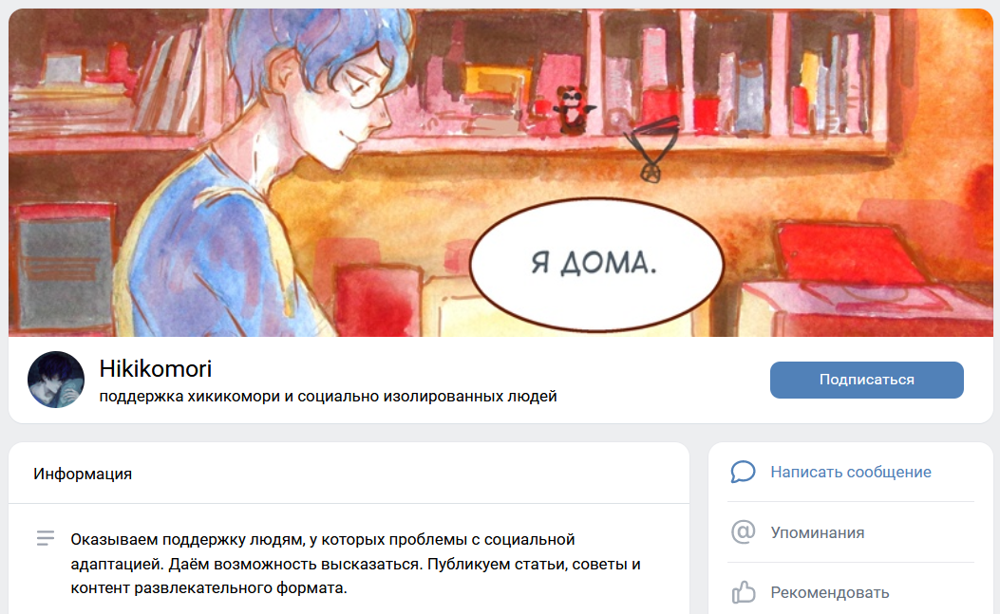 Я ДОМА.
Hikikomori
поддержка хикикомори и социально изолированных людей
Подписаться
Информация
Оказываем поддержку людям, у которых проблемы с социальной
адаптацией. Даём возможность высказаться. Публикуем статьи, советы и
контент развлекательного формата.
Написать сообщение
Упоминания
Рекомендовать